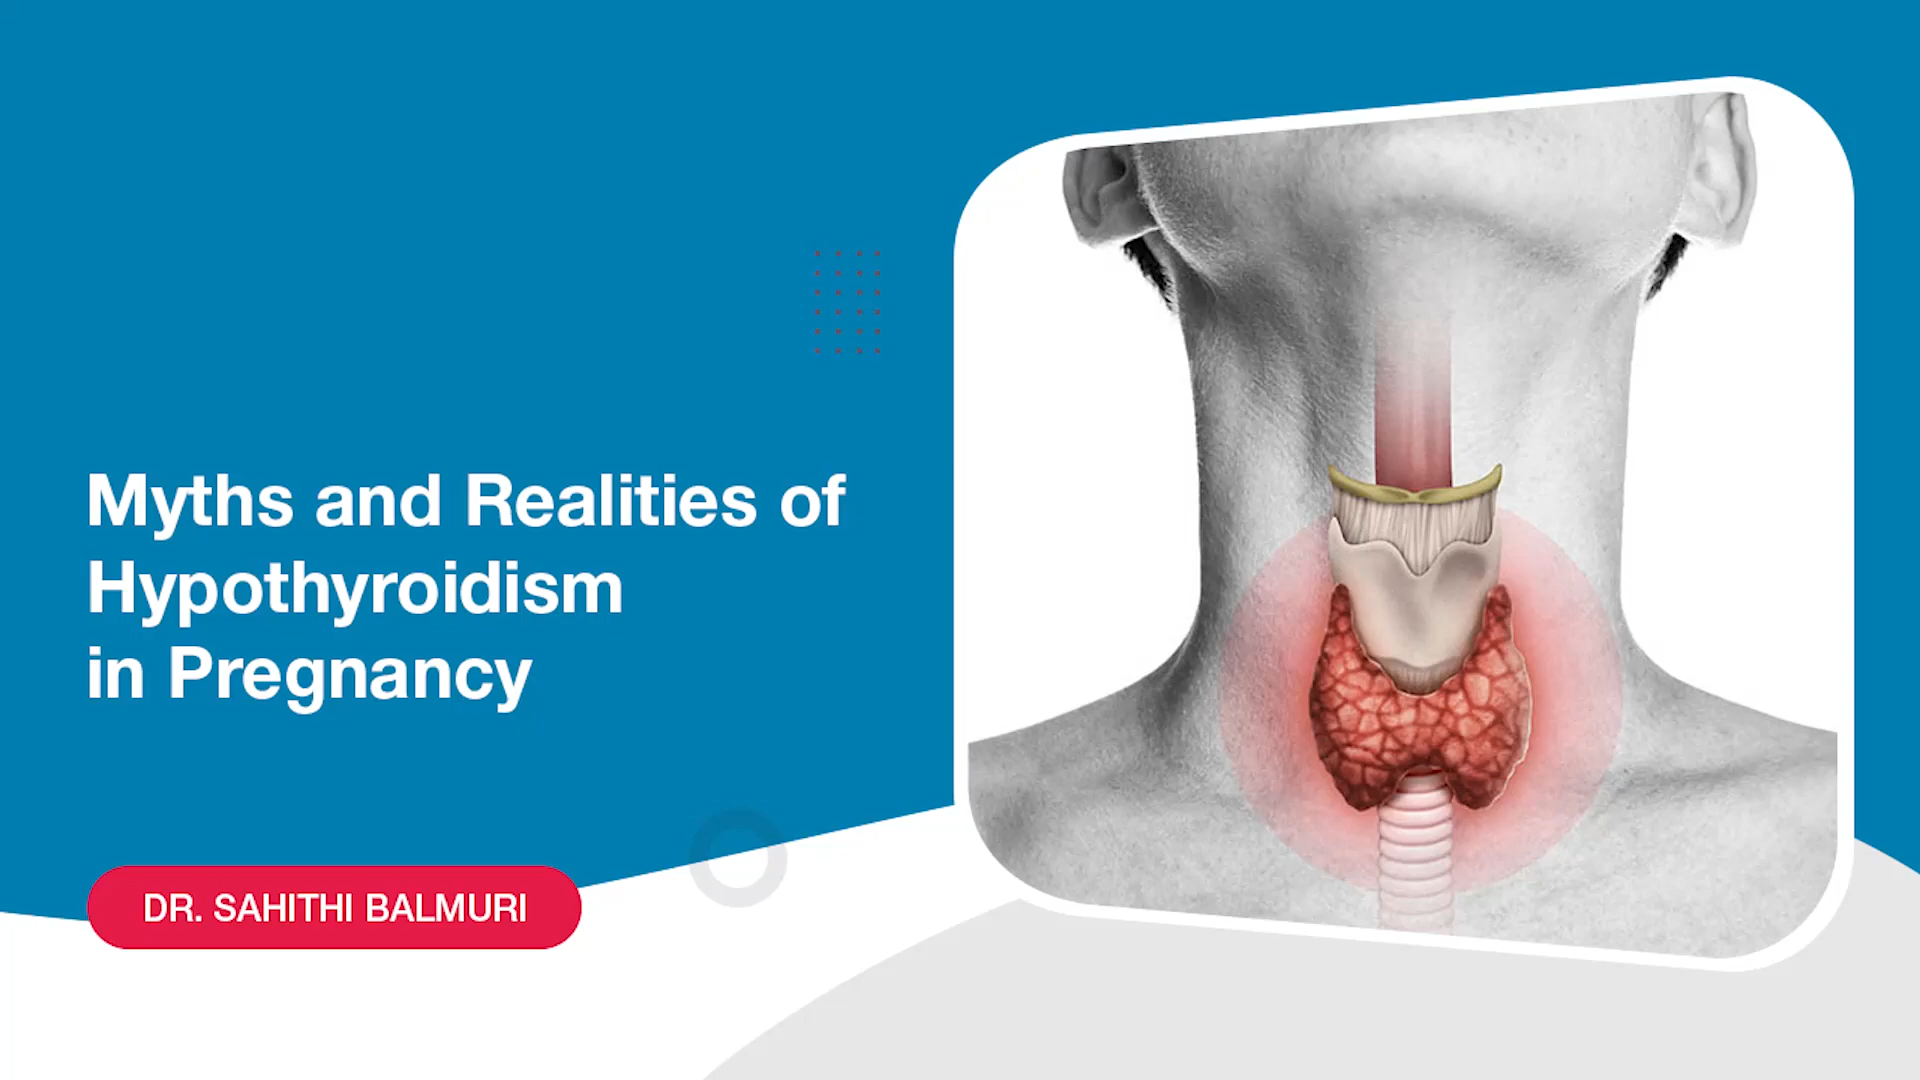 Myths and Realities of
Hypothyroidism
in Pregnancy
DR. SAHITHI BALMURI